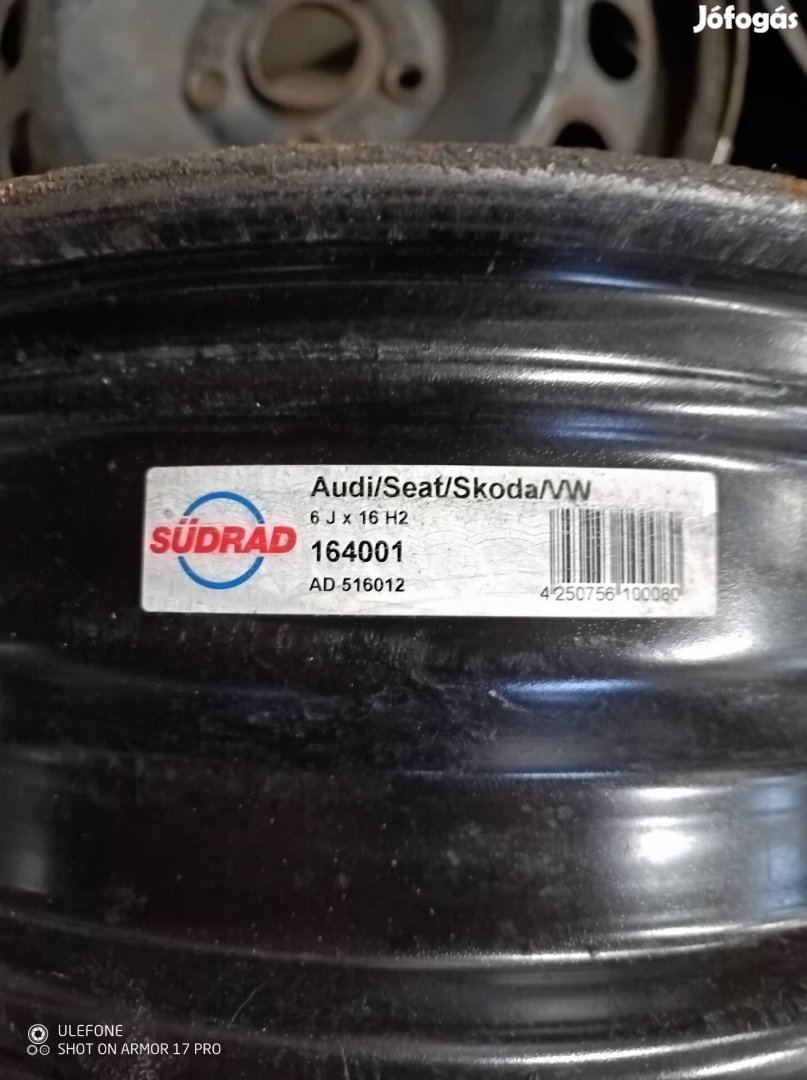 Jófogás
SÜDRAD
Audi/Seat/Skoda/VW
6 J x 16 H2
164001
AD 516012
4 250756 100080
ULEFONE
SHOT ON ARMOR 17 PRO